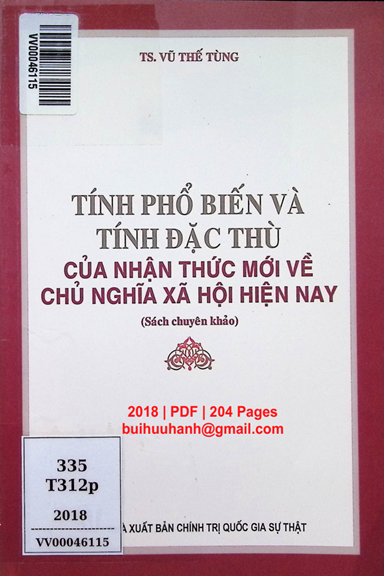 VV00046115
TS. VŨ THẾ TÙNG
TÍNH PHỔ BIẾN VÀ
TÍNH ĐẶC THÙ
CỦA NHẬN THỨC MỚI VỀ
CHỦ NGHĨA XÃ HỘI HIỆN NAY
(Sách chuyên khảo)
2018 | PDF | 204 Pages
buihuuhanh@gmail.com
335
T312p
2018
VV00046115
XUẤT BẢN CHÍNH TRỊ QUỐC GIA SỰ THẬT